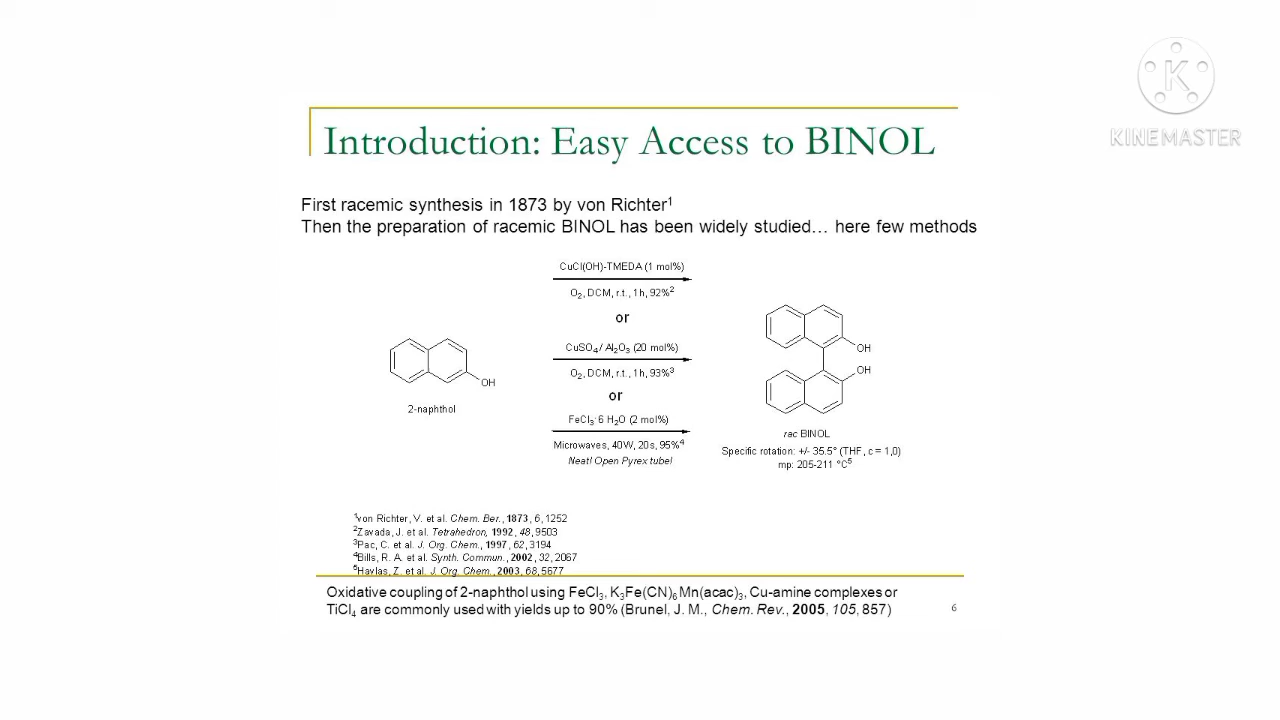 KINEMASTER
Introduction: Easy Access to BINOL
First racemic synthesis in 1873 by von Richter¹
Then the preparation of racemic BINOL has been widely studied… here few methods
CuCl(OH)-TMEDA (1 mol%)
O₂, DCM, r.t., 1h, 92%²
or
CuSO₄/ Al₂O₃ (20 mol%)
O₂, DCM, r.t., 1h, 93%³
or
FeCl₃· 6 H₂O (2 mol%)
Microwaves, 40W, 20s, 95%⁴
Neat! Open Pyrex tube!
OH
2-naphthol
OH
OH
rac BINOL
Specific rotation: +/- 35.5° (THF, c = 1,0)
mp: 205-211 °C⁵
¹von Richter, V. et al. Chem. Ber., 1873, 6, 1252
²Zavada, J. et al. Tetrahedron, 1992, 48, 9503
³Pac, C. et al. J. Org. Chem., 1997, 62, 3194
⁴Bills, R. A. et al. Synth. Commun., 2002, 32, 2067
⁵Havlas, Z. et al. J. Org. Chem., 2003, 68, 5677
Oxidative coupling of 2-naphthol using FeCl₃, K₃Fe(CN)₆ Mn(acac)₃, Cu-amine complexes or
TiCl₄ are commonly used with yields up to 90% (Brunel, J. M., Chem. Rev., 2005, 105, 857)
6